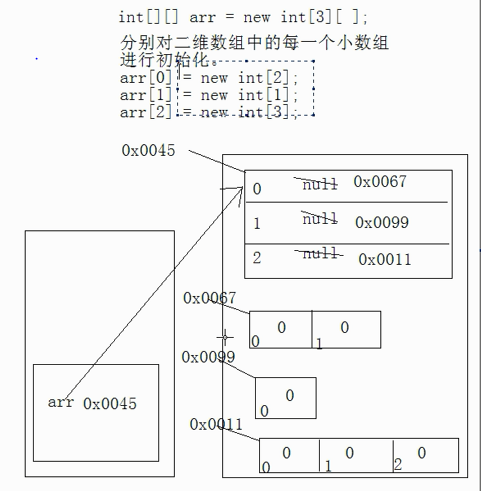 int[][] arr = new int[3][ ];
分别对二维数组中的每一个小数组
进行初始化。
arr[0] = new int[2];
arr[1] = new int[1];
arr[2] = new int[3];
0x0045
0 null 0x0067
1 null 0x0099
2 null 0x0011
0x0067
0 0
0 1
0x0099
0
0
arr 0x0045
0x0011
0 0 0
0 1 2